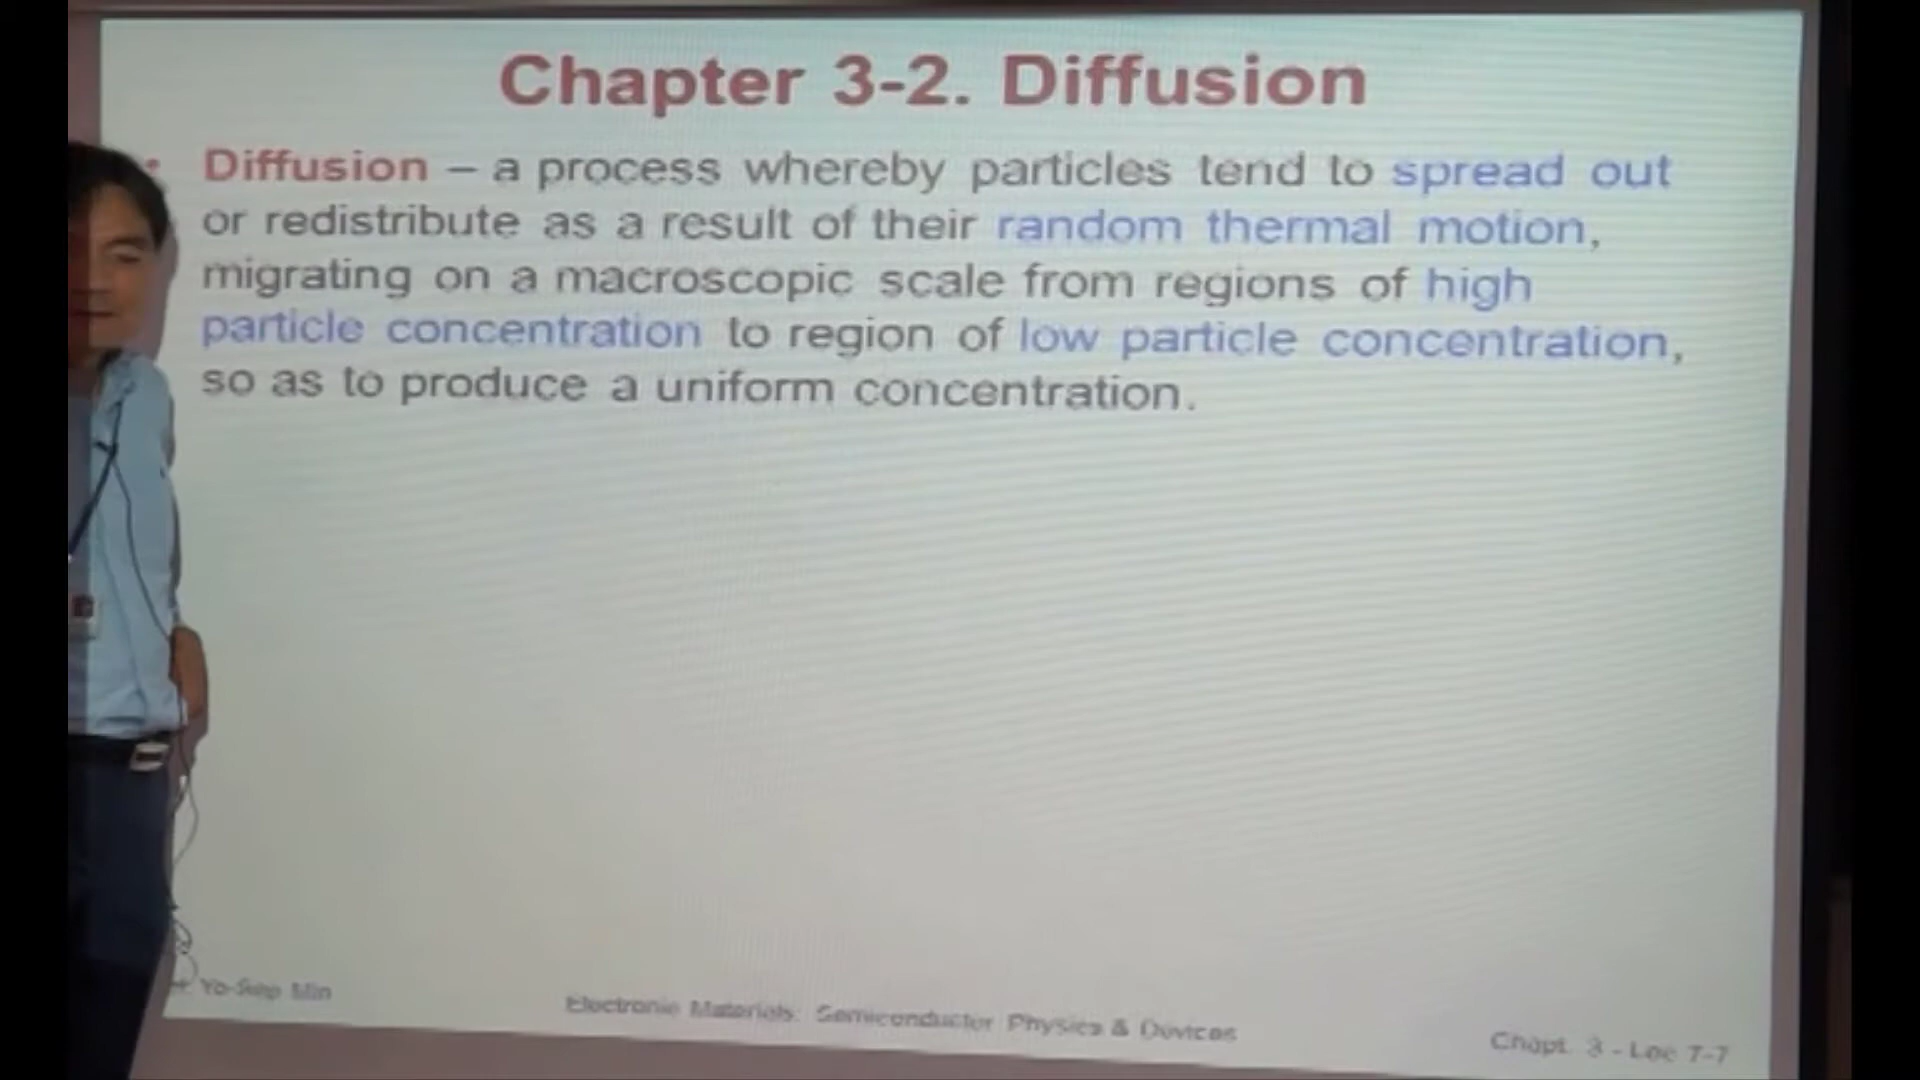 Chapter 3-2. Diffusion
• Diffusion – a process whereby particles tend to spread out
or redistribute as a result of their random thermal motion,
migrating on a macroscopic scale from regions of high
particle concentration to region of low particle concentration,
so as to produce a uniform concentration.
Yo-Sep Min
Electronic Materials: Semiconductor Physics & Devices
Chapt. 3 - Lec 7-7